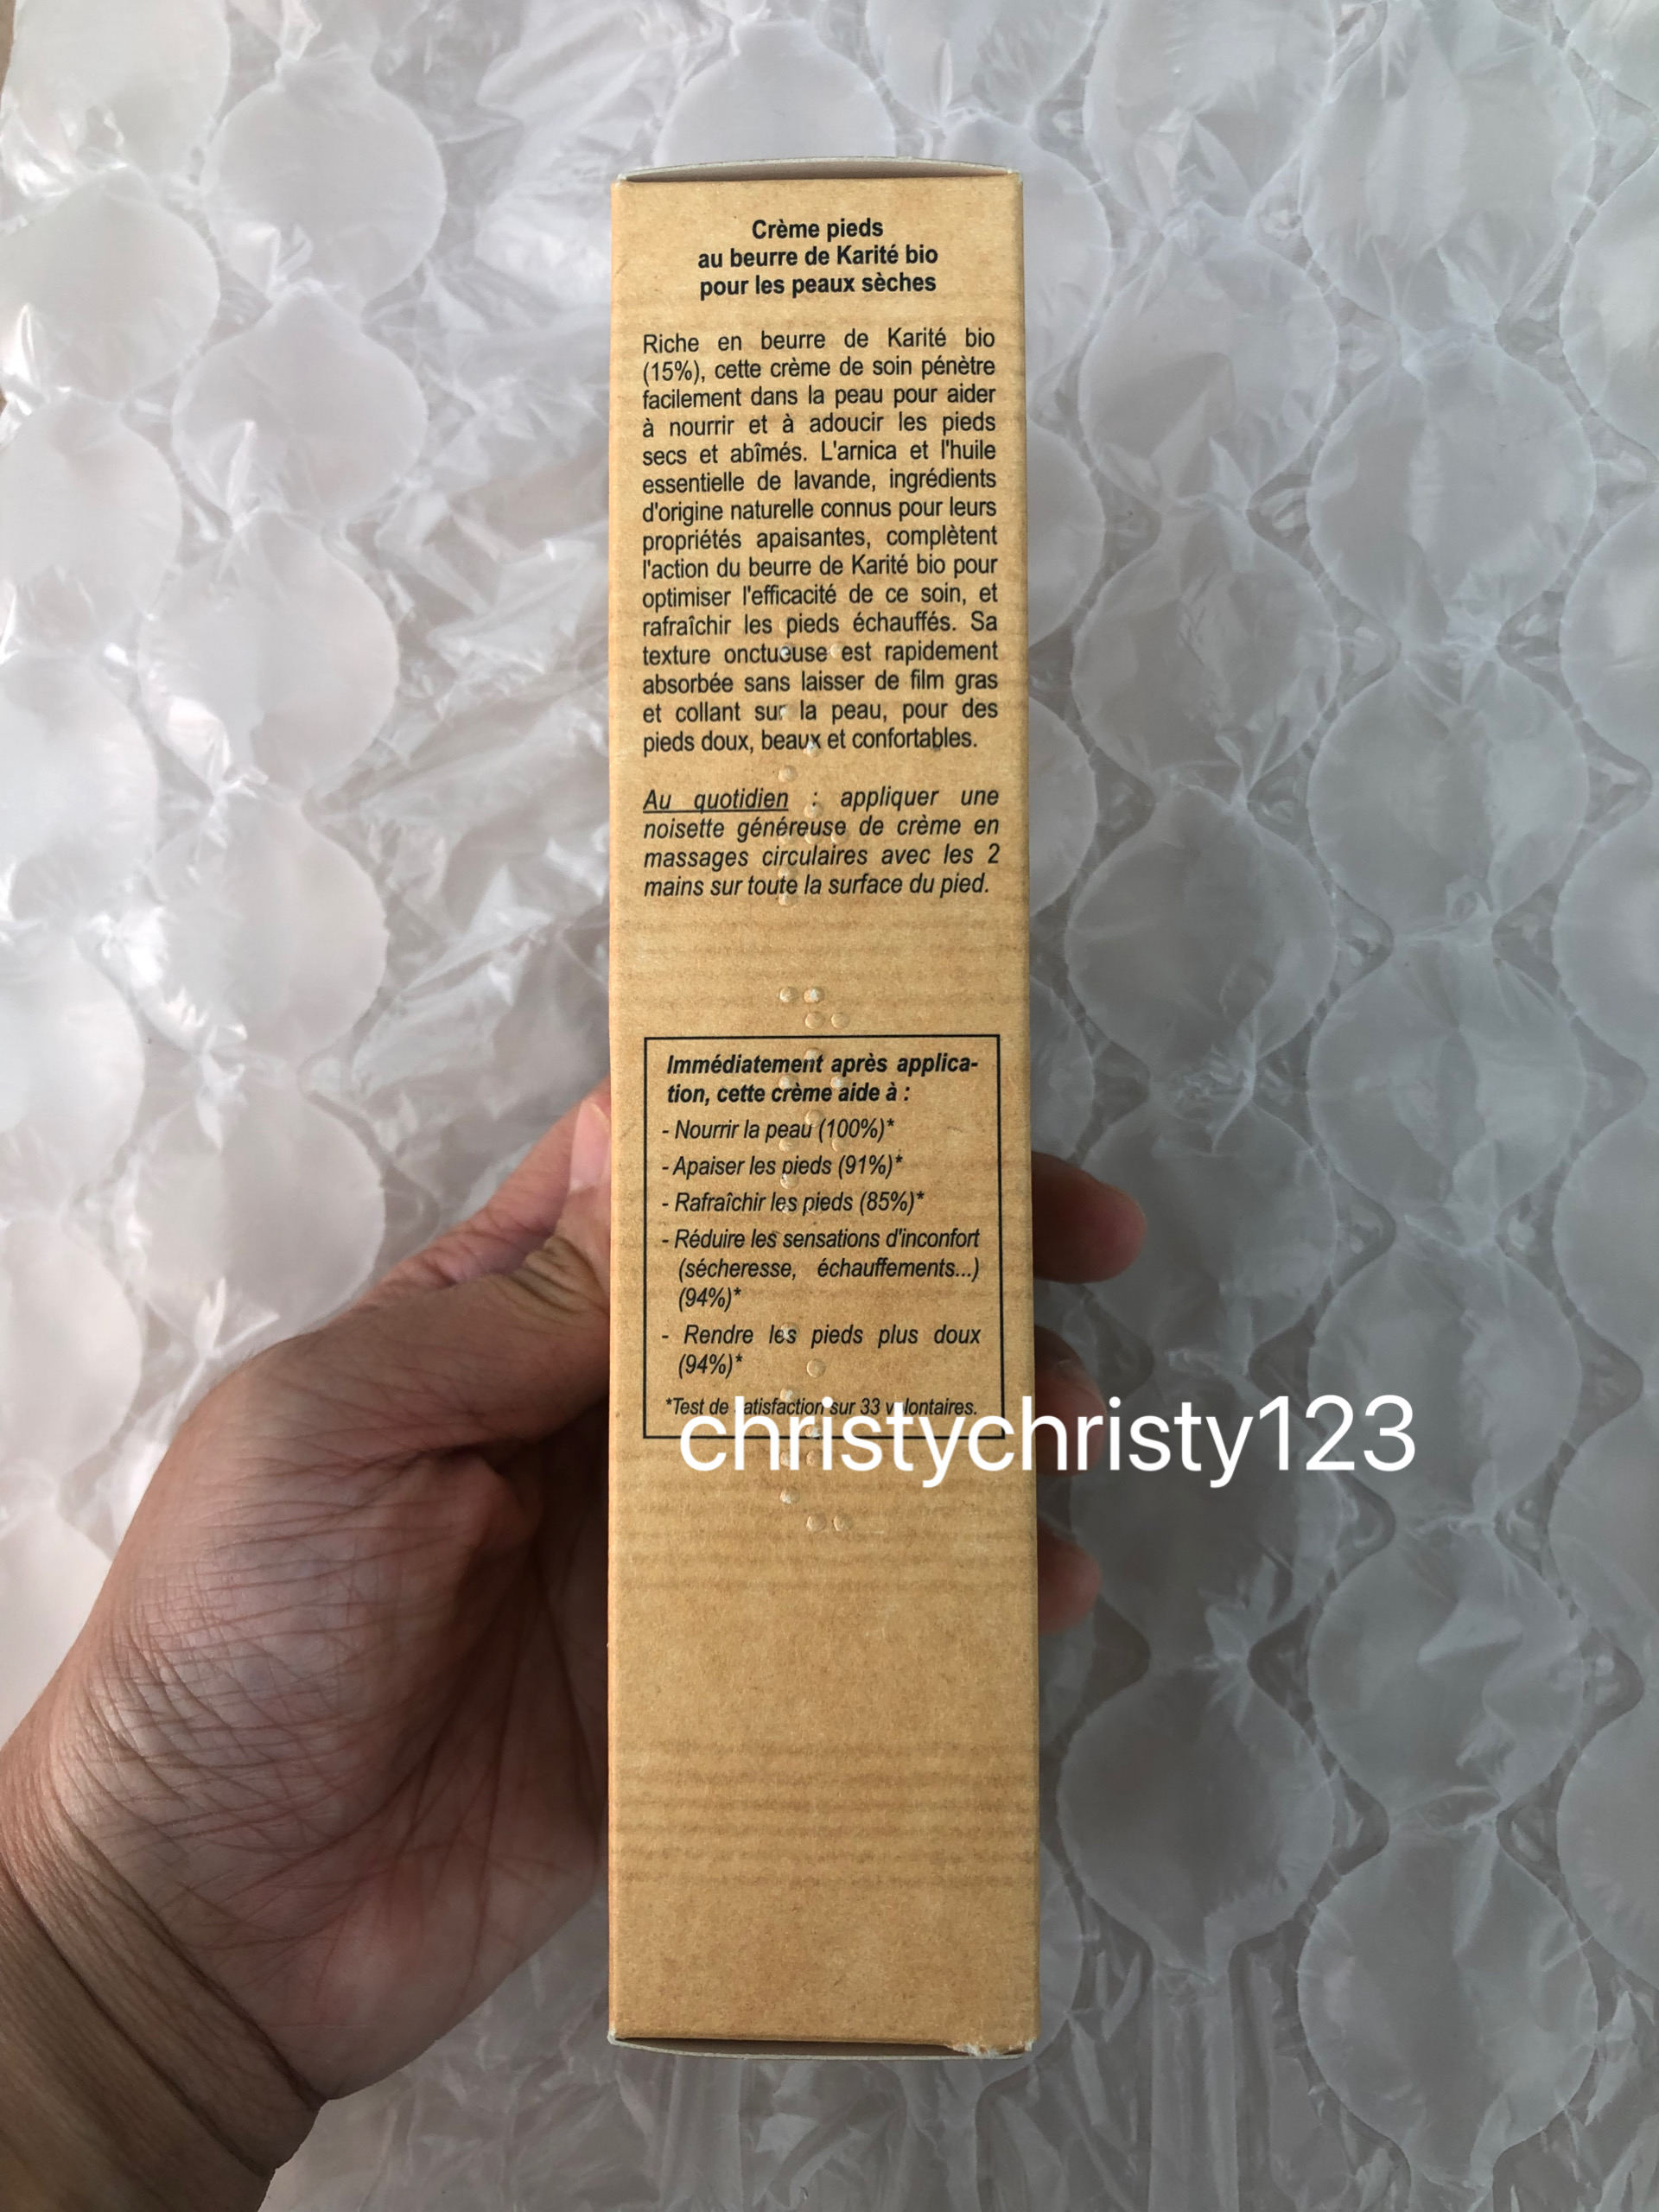 Crème pieds
au beurre de Karité bio
pour les peaux sèches
Riche en beurre de Karité bio
(15%), cette crème de soin pénètre
facilement dans la peau pour aider
à nourrir et à adoucir les pieds
secs et abîmés. L'arnica et l'huile
essentielle de lavande, ingrédients
d'origine naturelle connus pour leurs
propriétés apaisantes, complètent
l'action du beurre de Karité bio pour
optimiser l'efficacité de ce soin, et
rafraîchir les pieds échauffés. Sa
texture onctueuse est rapidement
absorbée sans laisser de film gras
et collant sur la peau, pour des
pieds doux, beaux et confortables.
Au quotidien : appliquer une
noisette généreuse de crème en
massages circulaires avec les 2
mains sur toute la surface du pied.
Immédiatement après applica-
tion, cette crème aide à :
- Nourrir la peau (100%)*
- Apaiser les pieds (91%)*
- Rafraîchir les pieds (85%)*
- Réduire les sensations d'inconfort
(sécheresse, échauffements...)
(94%)*
- Rendre les pieds plus doux
(94%)*
*Test de satisfaction sur 33 volontaires.
christychristy123